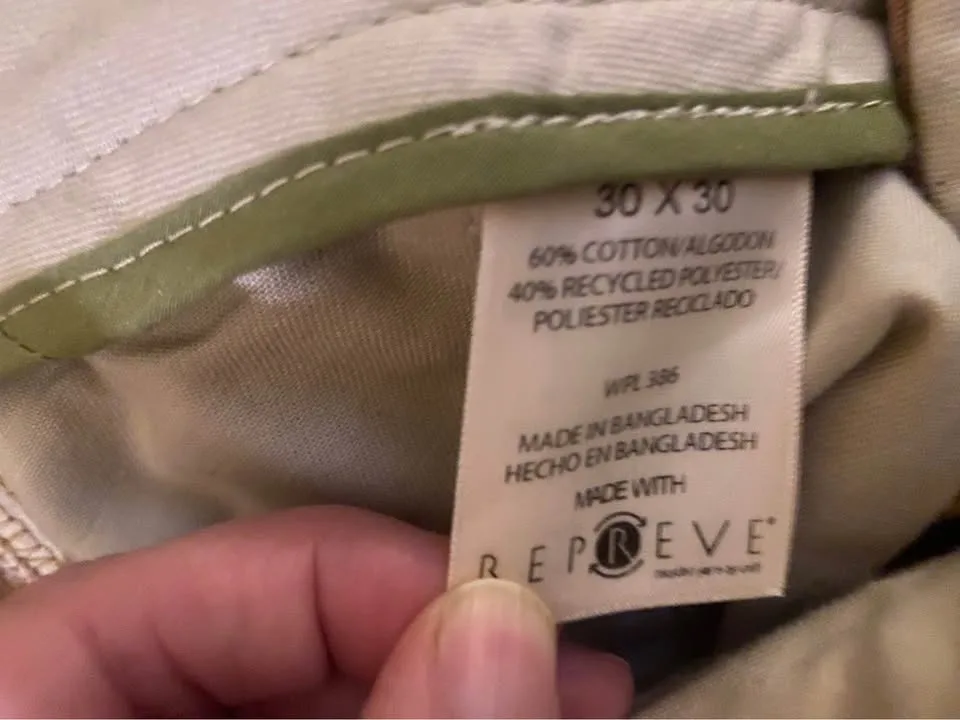 30 X 30
60% COTTON/ALGODON
40% RECYCLED POLYESTER/
POLIESTER RECICLADO
WPL 386
MADE IN BANGLADESH
HECHO EN BANGLADESH
MADE WITH
REPREVE